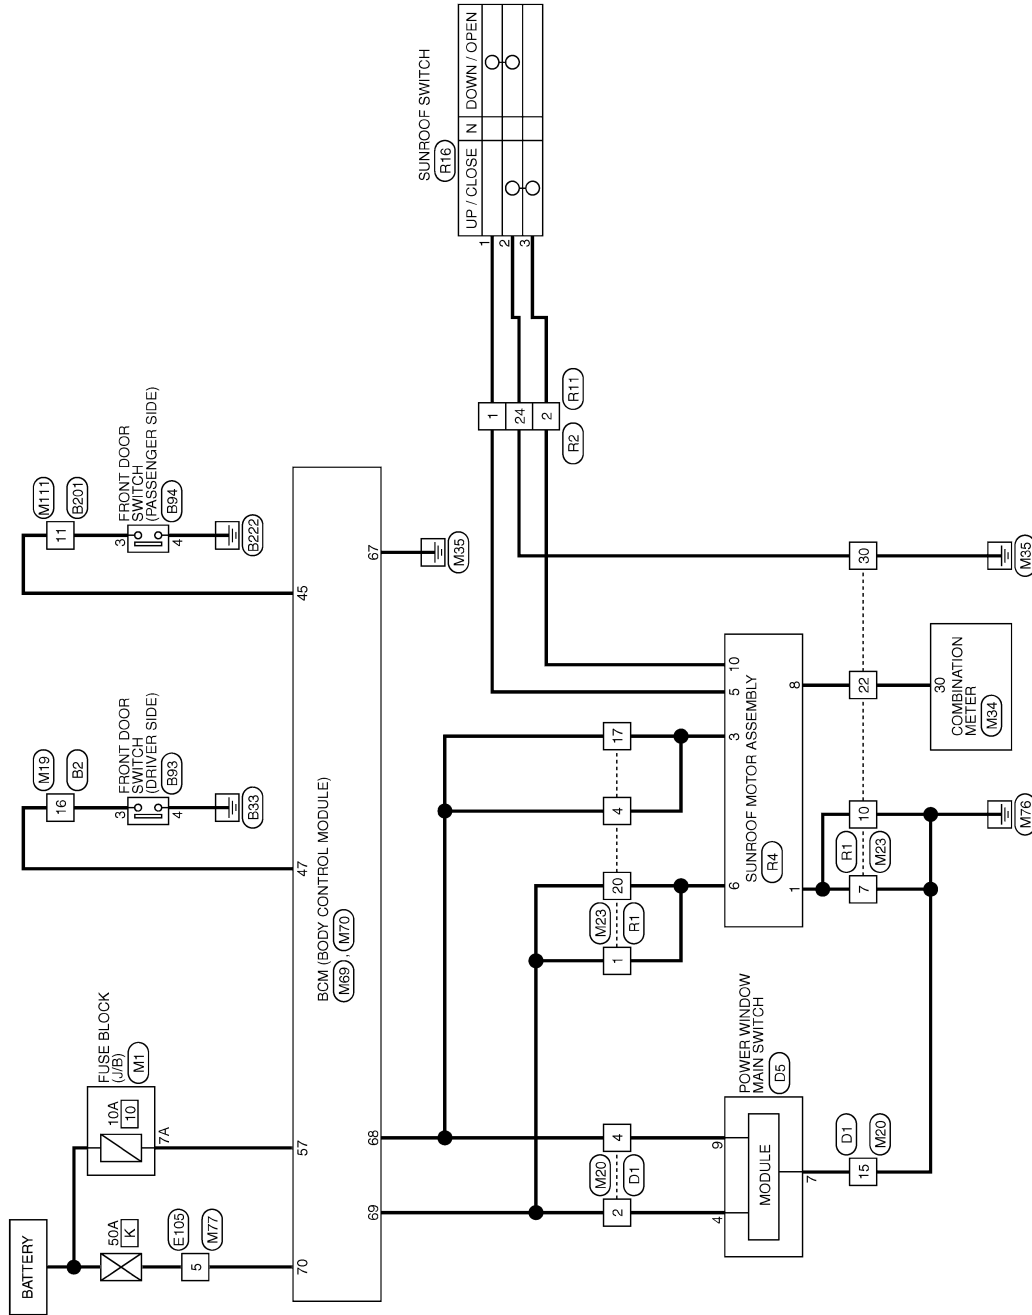 BATTERY
50A
K
E105
5
M77
70
FUSE BLOCK
(J/B)
M1
10A
10
7A
57
M19
16
B2
FRONT DOOR
SWITCH
(DRIVER SIDE)
B93
3
4
B33
47
M111
11
B201
FRONT DOOR
SWITCH
(PASSENGER SIDE)
B94
3
4
B222
45
BCM (BODY CONTROL MODULE)
M69 , M70
69
68
67
M35
SUNROOF SWITCH
R16
UP / CLOSE
N
DOWN / OPEN
1
2
3
1
24
2
R11
R2
M20
2
4
D1
M23
1
20
4
17
R1
POWER WINDOW
MAIN SWITCH
D5
4
9
MODULE
7
D1
15
M20
6
3
5
10
SUNROOF MOTOR ASSEMBLY
R4
1
8
R1
7
10
22
30
M23
M76
30
COMBINATION
METER
M34
M35